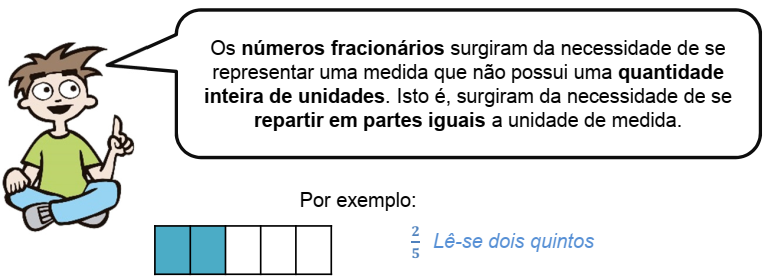 Os números fracionários surgiram da necessidade de se
representar uma medida que não possui uma quantidade
inteira de unidades. Isto é, surgiram da necessidade de se
repartir em partes iguais a unidade de medida.
Por exemplo:
2/5 Lê-se dois quintos